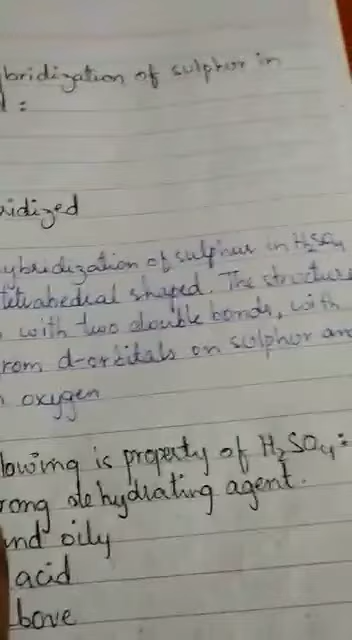 bridization of sulphur in
:
ridized
ybridization of sulphur in H₂SO₄
tetrahedral shaped. The structure
with two double bonds, with
rom d-orbitals on sulphur an
oxygen
lowing is property of H₂SO₄:
rong dehydrating agent.
and oily
acid
bove